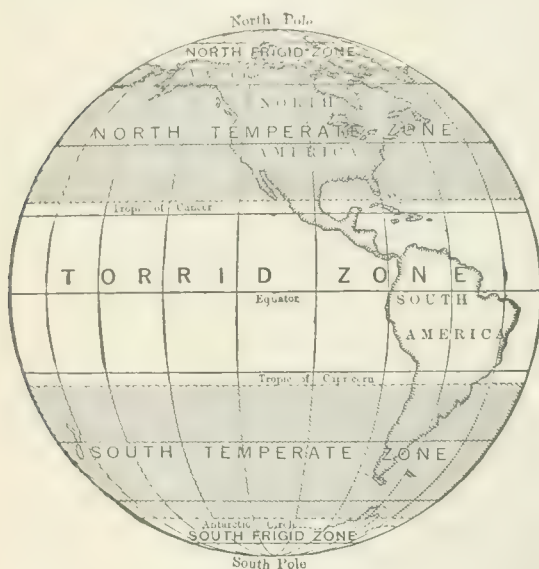 North Pole
NORTH FRIGID ZONE
NORTH
NORTH TEMPERATE ZONE
AMERICA
Tropic of Cancer
TORRID ZONE
Equator
SOUTH
AMERICA
Tropic of Capricorn
SOUTH TEMPERATE ZONE
Antarctic Circle
SOUTH FRIGID ZONE
South Pole